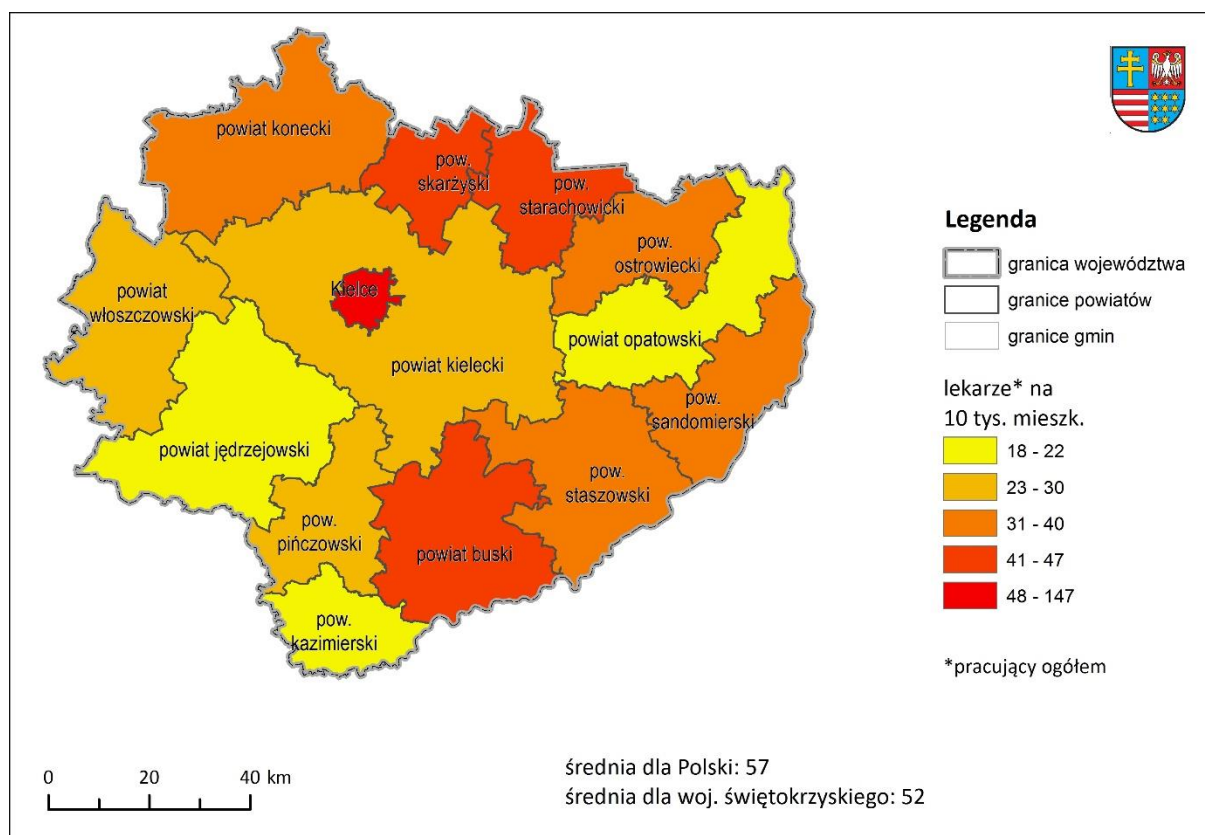 powiat konecki
pow.
skarżyski
pow.
starachowicki
pow.
ostrowiecki
powiat
włoszczowski
Kielce
powiat kielecki
powiat opatowski
pow.
sandomierski
powiat jędrzejowski
pow.
staszowski
pow.
pińczowski
powiat buski
pow.
kazimierski
Legenda
granica województwa
granice powiatów
granice gmin
lekarze* na
10 tys. mieszk.
18 - 22
23 - 30
31 - 40
41 - 47
48 - 147
*pracujący ogółem
0 20 40 km
średnia dla Polski: 57
średnia dla woj. świętokrzyskiego: 52